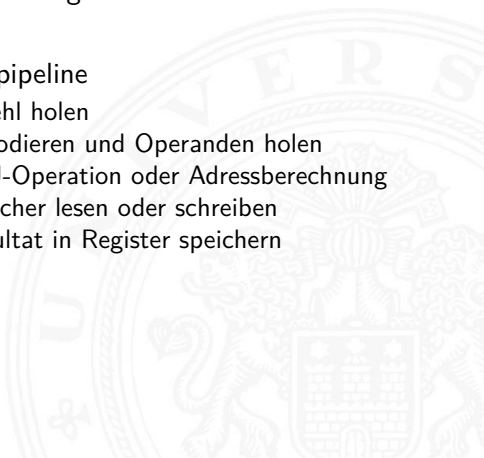 pipeline
ehl holen
odieren und Operanden holen
-Operation oder Adressberechnung
cher lesen oder schreiben
ultat in Register speichern
U N I V E R S